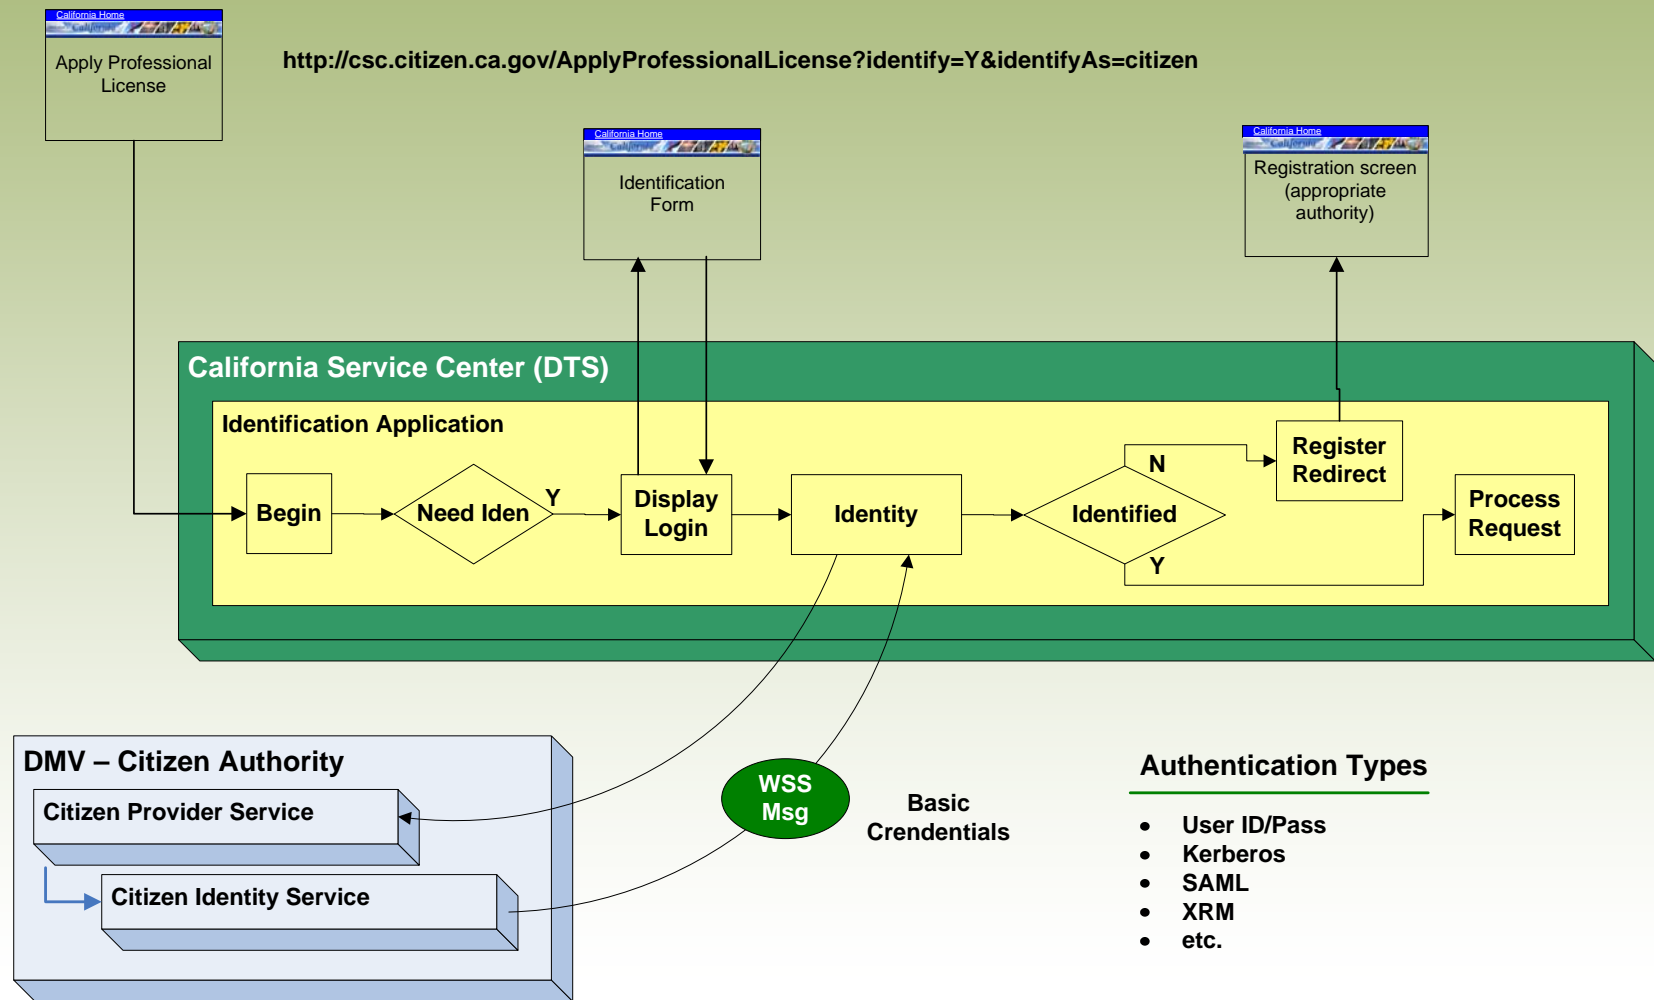 California Home
California
Apply Professional
License
http://csc.citizen.ca.gov/ApplyProfessionalLicense?identify=Y&identifyAs=citizen
California Home
California
Identification
Form
California Home
California
Registration screen
(appropriate
authority)
California Service Center (DTS)
Identification Application
Begin
Need Iden
Y
Display
Login
Identity
Identified
N
Y
Register
Redirect
Process
Request
DMV – Citizen Authority
Citizen Provider Service
Citizen Identity Service
WSS
Msg
Basic
Crendentials
Authentication Types
• User ID/Pass
• Kerberos
• SAML
• XRM
• etc.